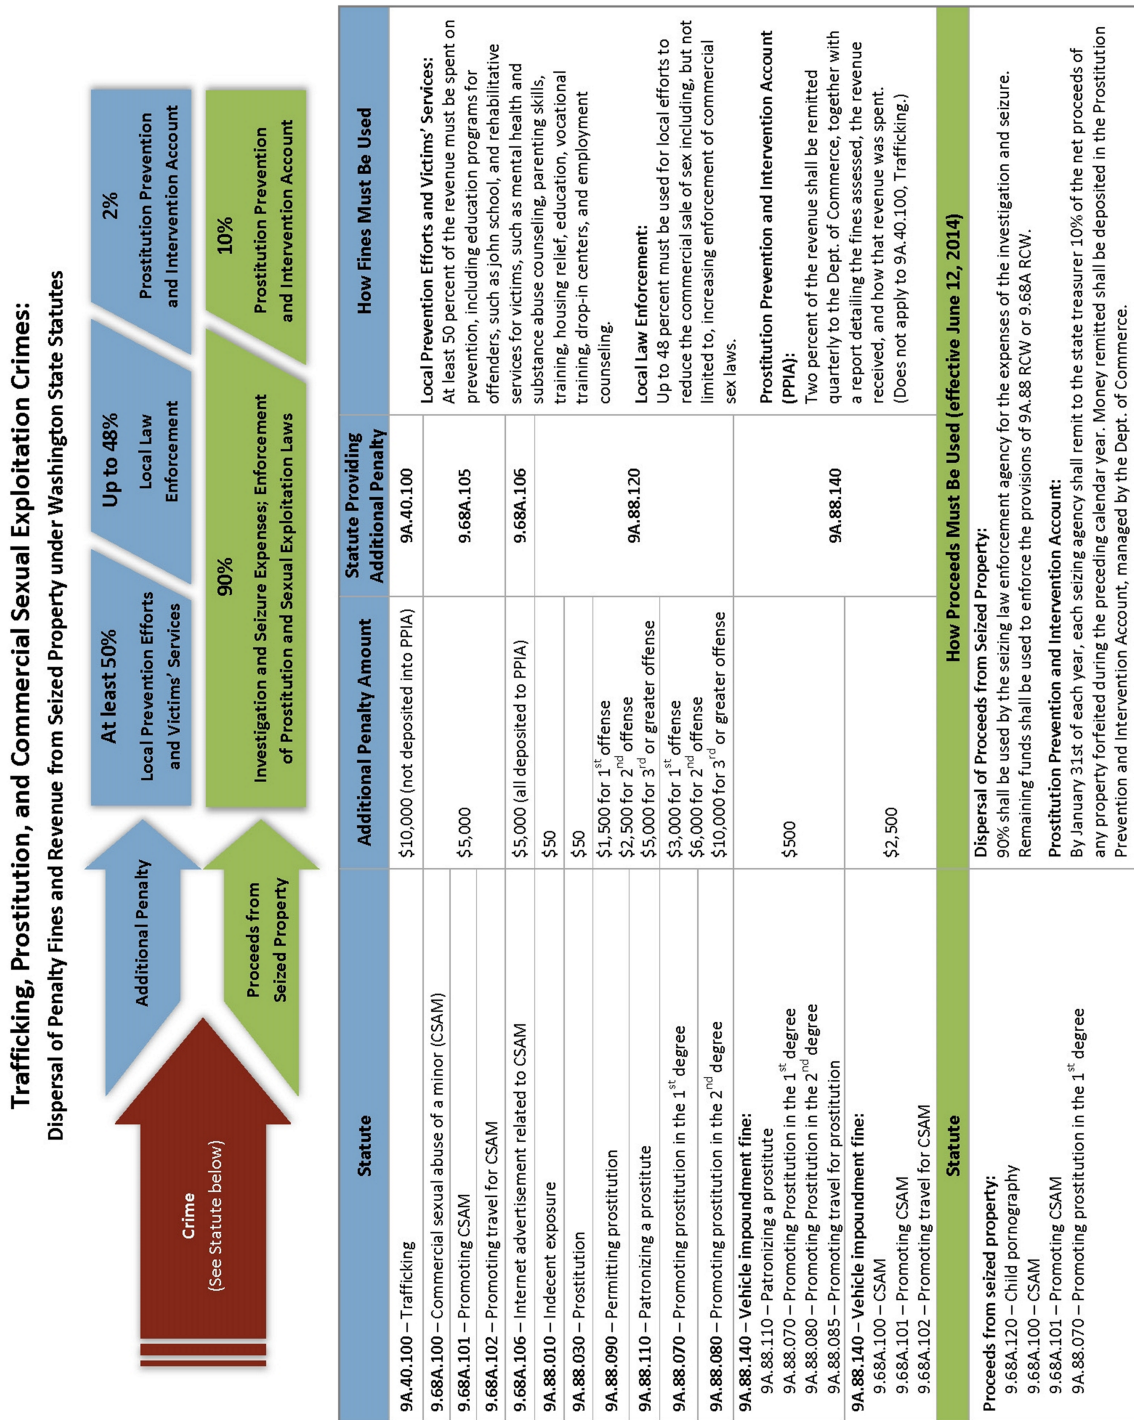 Trafficking, Prostitution, and Commercial Sexual Exploitation Crimes:
Dispersal of Penalty Fines and Revenue from Seized Property under Washington State Statutes
Crime
(See Statute below)
Additional Penalty
At least 50%
Local Prevention Efforts
and Victims' Services
Up to 48%
Local Law
Enforcement
2%
Prostitution Prevention
and Intervention Account
Proceeds from
Seized Property
90%
Investigation and Seizure Expenses; Enforcement
of Prostitution and Sexual Exploitation Laws
10%
Prostitution Prevention
and Intervention Account
Statute
Additional Penalty Amount
Statute Providing
Additional Penalty
How Fines Must Be Used
9A.40.100 – Trafficking
$10,000 (not deposited into PPIA)
9A.40.100
9.68A.100 – Commercial sexual abuse of a minor (CSAM)
9.68A.101 – Promoting CSAM
9.68A.102 – Promoting travel for CSAM
$5,000
9.68A.105
9.68A.106 – Internet advertisement related to CSAM
$5,000 (all deposited to PPIA)
9.68A.106
9A.88.010 – Indecent exposure
$50
9A.88.030 – Prostitution
$50
9A.88.090 – Permitting prostitution
9A.88.110 – Patronizing a prostitute
$1,500 for 1st offense
$2,500 for 2nd offense
$5,000 for 3rd or greater offense
9A.88.070 – Promoting prostitution in the 1st degree
9A.88.080 – Promoting prostitution in the 2nd degree
$3,000 for 1st offense
$6,000 for 2nd offense
$10,000 for 3rd or greater offense
9A.88.120
9A.88.140 – Vehicle impoundment fine:
9A.88.110 – Patronizing a prostitute
9A.88.070 – Promoting Prostitution in the 1st degree
9A.88.080 – Promoting Prostitution in the 2nd degree
9A.88.085 – Promoting travel for prostitution
$500
9A.88.140 – Vehicle impoundment fine:
9.68A.100 – CSAM
9.68A.101 – Promoting CSAM
9.68A.102 – Promoting travel for CSAM
$2,500
9A.88.140
Local Prevention Efforts and Victims' Services:
At least 50 percent of the revenue must be spent on
prevention, including education programs for
offenders, such as john school, and rehabilitative
services for victims, such as mental health and
substance abuse counseling, parenting skills,
training, housing relief, education, vocational
training, drop-in centers, and employment
counseling.
Local Law Enforcement:
Up to 48 percent must be used for local efforts to
reduce the commercial sale of sex including, but not
limited to, increasing enforcement of commercial
sex laws.
Prostitution Prevention and Intervention Account
(PPIA):
Two percent of the revenue shall be remitted
quarterly to the Dept. of Commerce, together with
a report detailing the fines assessed, the revenue
received, and how that revenue was spent.
(Does not apply to 9A.40.100, Trafficking.)
Statute
How Proceeds Must Be Used (effective June 12, 2014)
Proceeds from seized property:
9.68A.120 – Child pornography
9.68A.100 – CSAM
9.68A.101 – Promoting CSAM
9A.88.070 – Promoting prostitution in the 1st degree
Dispersal of Proceeds from Seized Property:
90% shall be used by the seizing law enforcement agency for the expenses of the investigation and seizure.
Remaining funds shall be used to enforce the provisions of 9A.88 RCW or 9.68A RCW.
Prostitution Prevention and Intervention Account:
By January 31st of each year, each seizing agency shall remit to the state treasurer 10% of the net proceeds of
any property forfeited during the preceding calendar year. Money remitted shall be deposited in the Prostitution
Prevention and Intervention Account, managed by the Dept. of Commerce.